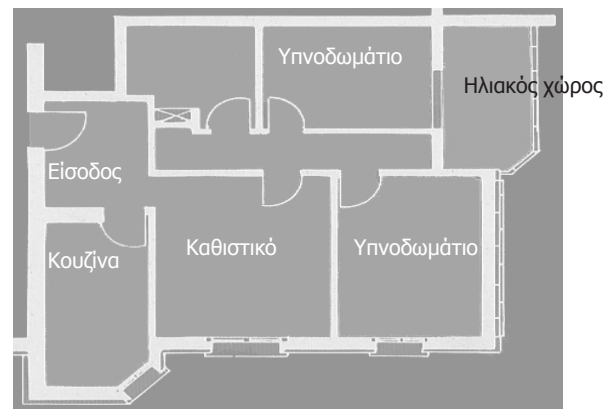 Υπνοδωμάτιο
Ηλιακός χώρος
Είσοδος
Καθιστικό
Υπνοδωμάτιο
Κουζίνα